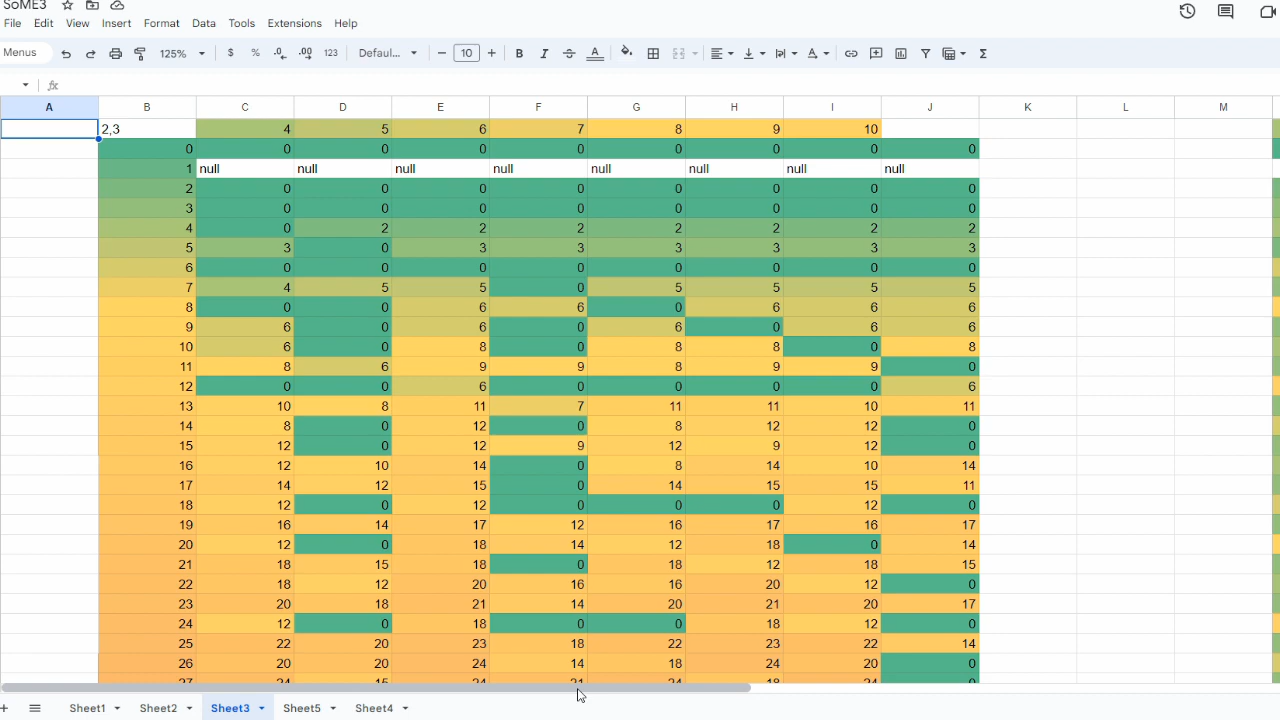 SoME3
File Edit View Insert Format Data Tools Extensions Help
Menus 125% $ % .0 .00 123 Defaul... − 10 + B I S A Σ
fx
A B C D E F G H I J K L M
2,3 4 5 6 7 8 9 10
0 0 0 0 0 0 0 0 0
1 null null null null null null null null
2 0 0 0 0 0 0 0 0
3 0 0 0 0 0 0 0 0
4 0 2 2 2 2 2 2 2
5 3 0 3 3 3 3 3 3
6 0 0 0 0 0 0 0 0
7 4 5 5 0 5 5 5 5
8 0 0 6 6 0 6 6 6
9 6 0 6 0 6 0 6 6
10 6 0 8 0 8 8 0 8
11 8 6 9 9 8 9 9 0
12 0 0 6 0 0 0 0 6
13 10 8 11 7 11 11 10 11
14 8 0 12 0 8 12 12 0
15 12 0 12 9 12 9 12 0
16 12 10 14 0 8 14 10 14
17 14 12 15 0 14 15 15 11
18 12 0 12 0 0 0 12 0
19 16 14 17 12 16 17 16 17
20 12 0 18 14 12 18 0 14
21 18 15 18 0 18 12 18 15
22 18 12 20 16 16 20 12 0
23 20 18 21 14 20 21 20 17
24 12 0 18 0 0 18 12 0
25 22 20 23 18 22 23 22 14
26 20 20 24 14 18 24 20 0
27 24 15 24 21 24 18 24 0
+ Sheet1 Sheet2 Sheet3 Sheet5 Sheet4